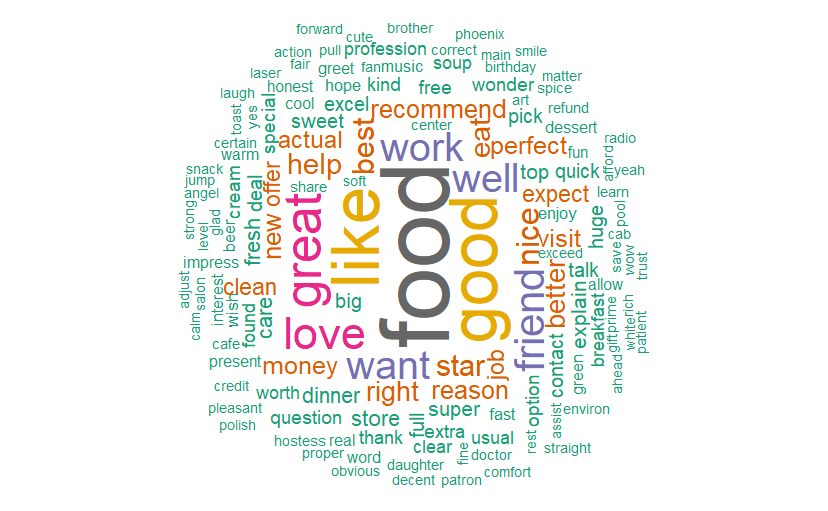 forward
brother
cute
phoenix
action
pull
profession
correct
main
smile
fair
greet
fan
music
soup
birthday
laser
honest
hope
kind
free
wonder
matter
laugh
cool
excel
recommend
art
spice
toast
yes
special
sweet
best
center
eat
pick
refund
dessert
certain
actual
work
perfect
fun
radio
warm
help
well
top
quick
afford
yeah
snack
cream
deal
share
soft
food
expect
learn
jump
angel
new
offer
great
like
good
nice
enjoy
huge
pool
strong
level
glad
beer
fresh
visit
exceed
cab
save
wow
trust
impress
clean
big
friend
better
talk
allow
adjust
salon
interest
wish
care
love
explain
breakfast
gift
prime
white
rich
patient
calm
found
cafe
present
money
want
star
job
contact
green
ahead
credit
worth
dinner
right
reason
option
environ
pleasant
polish
question
store
full
super
fast
assist
hostess
real
thank
extra
usual
rest
straight
proper
word
clear
fine
doctor
obvious
daughter
comfort
decent
patron